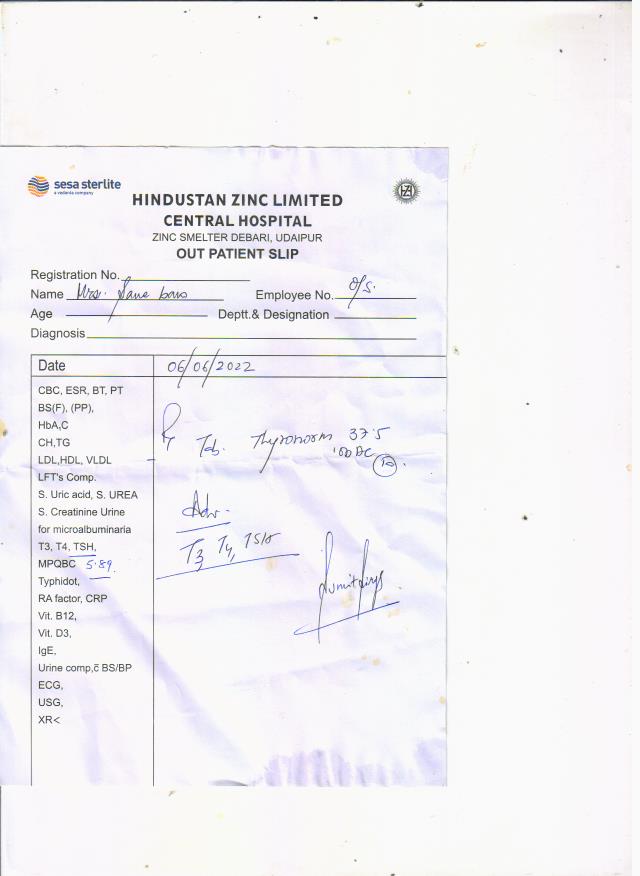 sesa sterlite
a vedanta company
HZL
HINDUSTAN ZINC LIMITED
CENTRAL HOSPITAL
ZINC SMELTER DEBARI, UDAIPUR
OUT PATIENT SLIP
Registration No.
Name Mrs.
Employee No. O/S.
Age
Deptt.& Designation
Diagnosis
Date 06/06/2022
CBC, ESR, BT, PT
BS(F), (PP),
HbA,C
CH,TG
LDL,HDL, VLDL
LFT's Comp.
S. Uric acid, S. UREA
S. Creatinine Urine
for microalbuminaria
T3, T4, TSH,
MPQBC 5.89
Typhidot,
RA factor, CRP
Vit. B12,
Vit. D3,
IgE,
Urine comp,c̄ BS/BP
ECG,
USG,
XR<
Rx Tab. Thyronorm 37.5
Adv.
T3, T4, TSH